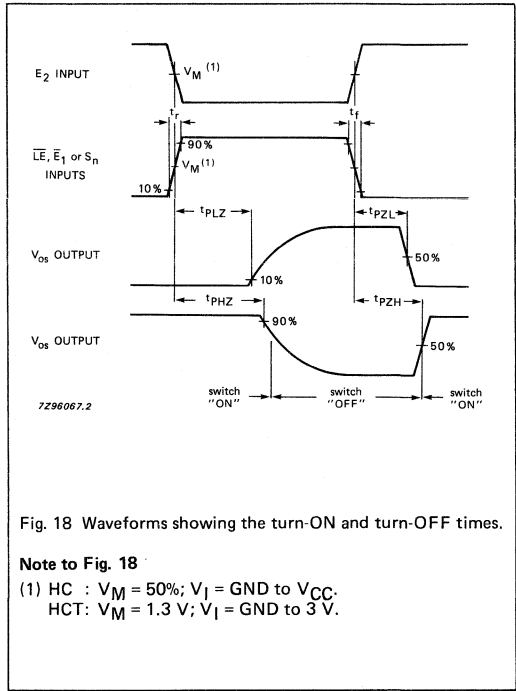 E2 INPUT
VM (1)
tr
tf
LE, E1 or Sn
INPUTS
90%
VM(1)
10%
tPLZ
tPZL
Vos OUTPUT
50%
10%
tPHZ
tPZH
90%
Vos OUTPUT
50%
switch
"ON"
switch
"OFF"
switch
"ON"
7Z96067.2
Fig. 18 Waveforms showing the turn-ON and turn-OFF times.
Note to Fig. 18
(1) HC : VM = 50%; VI = GND to VCC.
HCT: VM = 1.3 V; VI = GND to 3 V.